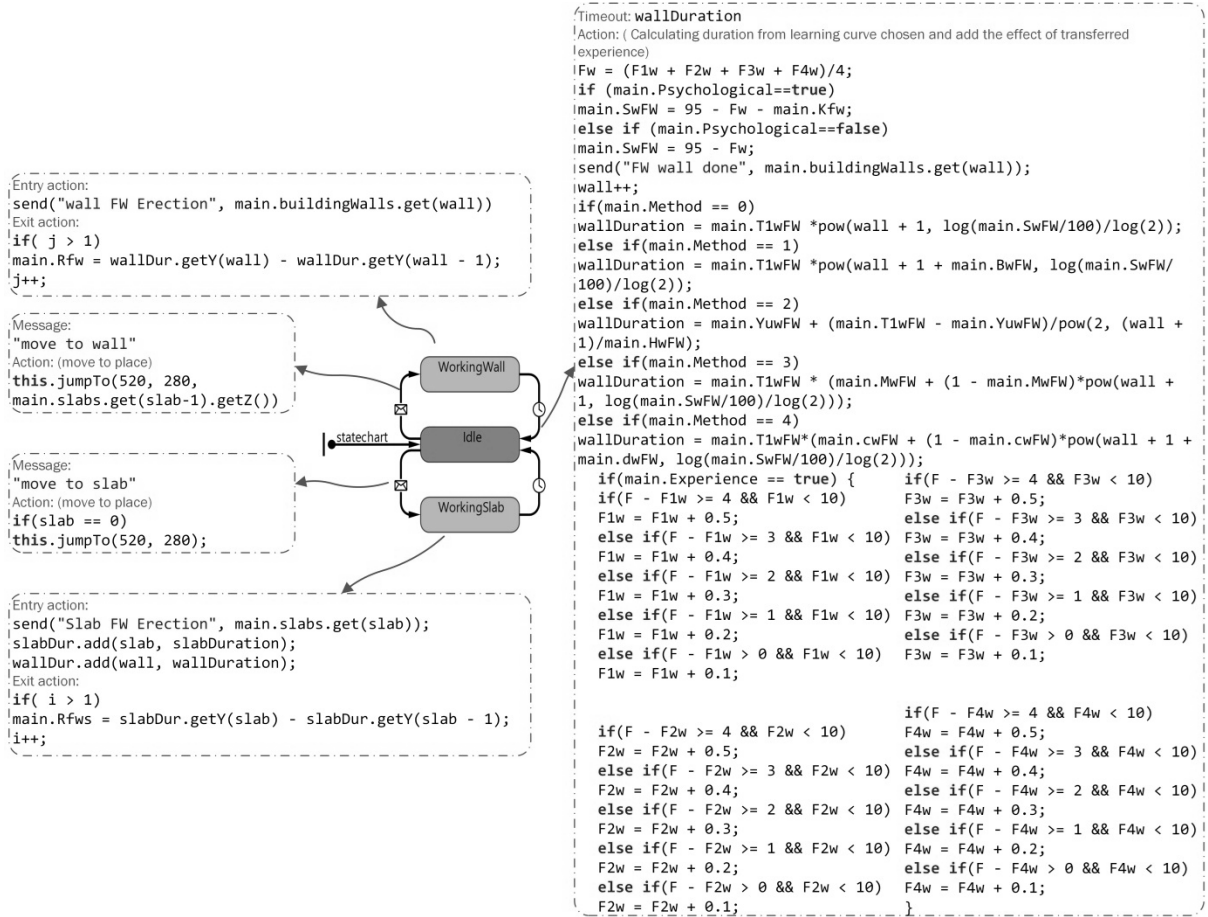 Entry action:
send("wall FW Erection", main.buildingWalls.get(wall))
Exit action:
if( j > 1)
main.Rfw = wallDur.getY(wall) - wallDur.getY(wall - 1);
j++;
Message:
"move to wall"
Action: (move to place)
this.jumpTo(520, 280,
main.slabs.get(slab-1).getZ())
Message:
"move to slab"
Action: (move to place)
if(slab == 0)
this.jumpTo(520, 280);
Entry action:
send("Slab FW Erection", main.slabs.get(slab));
slabDur.add(slab, slabDuration);
wallDur.add(wall, wallDuration);
Exit action:
if( i > 1)
main.Rfws = slabDur.getY(slab) - slabDur.getY(slab - 1);
i++;
WorkingWall
statechart
Idle
WorkingSlab
Timeout: wallDuration
Action: ( Calculating duration from learning curve chosen and add the effect of transferred
experience)
Fw = (F1w + F2w + F3w + F4w)/4;
if (main.Psychological==true)
main.SwFW = 95 - Fw - main.Kfw;
else if (main.Psychological==false)
main.SwFW = 95 - Fw;
send("FW wall done", main.buildingWalls.get(wall));
wall++;
if(main.Method == 0)
wallDuration = main.T1wFW *pow(wall + 1, log(main.SwFW/100)/log(2));
else if(main.Method == 1)
wallDuration = main.T1wFW *pow(wall + 1 + main.BwFW, log(main.SwFW/
100)/log(2));
else if(main.Method == 2)
wallDuration = main.YuwFW + (main.T1wFW - main.YuwFW)/pow(2, (wall +
1)/main.HwFW);
else if(main.Method == 3)
wallDuration = main.T1wFW * (main.MwFW + (1 - main.MwFW)*pow(wall +
1, log(main.SwFW/100)/log(2)));
else if(main.Method == 4)
wallDuration = main.T1wFW*(main.cwFW + (1 - main.cwFW)*pow(wall + 1 +
main.dwFW, log(main.SwFW/100)/log(2)));
if(main.Experience == true) {
if(F - F1w >= 4 && F1w < 10)
F1w = F1w + 0.5;
else if(F - F1w >= 3 && F1w < 10)
F1w = F1w + 0.4;
else if(F - F1w >= 2 && F1w < 10)
F1w = F1w + 0.3;
else if(F - F1w >= 1 && F1w < 10)
F1w = F1w + 0.2;
else if(F - F1w > 0 && F1w < 10)
F1w = F1w + 0.1;
if(F - F2w >= 4 && F2w < 10)
F2w = F2w + 0.5;
else if(F - F2w >= 3 && F2w < 10)
F2w = F2w + 0.4;
else if(F - F2w >= 2 && F2w < 10)
F2w = F2w + 0.3;
else if(F - F2w >= 1 && F2w < 10)
F2w = F2w + 0.2;
else if(F - F2w > 0 && F2w < 10)
F2w = F2w + 0.1;
if(F - F3w >= 4 && F3w < 10)
F3w = F3w + 0.5;
else if(F - F3w >= 3 && F3w < 10)
F3w = F3w + 0.4;
else if(F - F3w >= 2 && F3w < 10)
F3w = F3w + 0.3;
else if(F - F3w >= 1 && F3w < 10)
F3w = F3w + 0.2;
else if(F - F3w > 0 && F3w < 10)
F3w = F3w + 0.1;
if(F - F4w >= 4 && F4w < 10)
F4w = F4w + 0.5;
else if(F - F4w >= 3 && F4w < 10)
F4w = F4w + 0.4;
else if(F - F4w >= 2 && F4w < 10)
F4w = F4w + 0.3;
else if(F - F4w >= 1 && F4w < 10)
F4w = F4w + 0.2;
else if(F - F4w > 0 && F4w < 10)
F4w = F4w + 0.1;
}